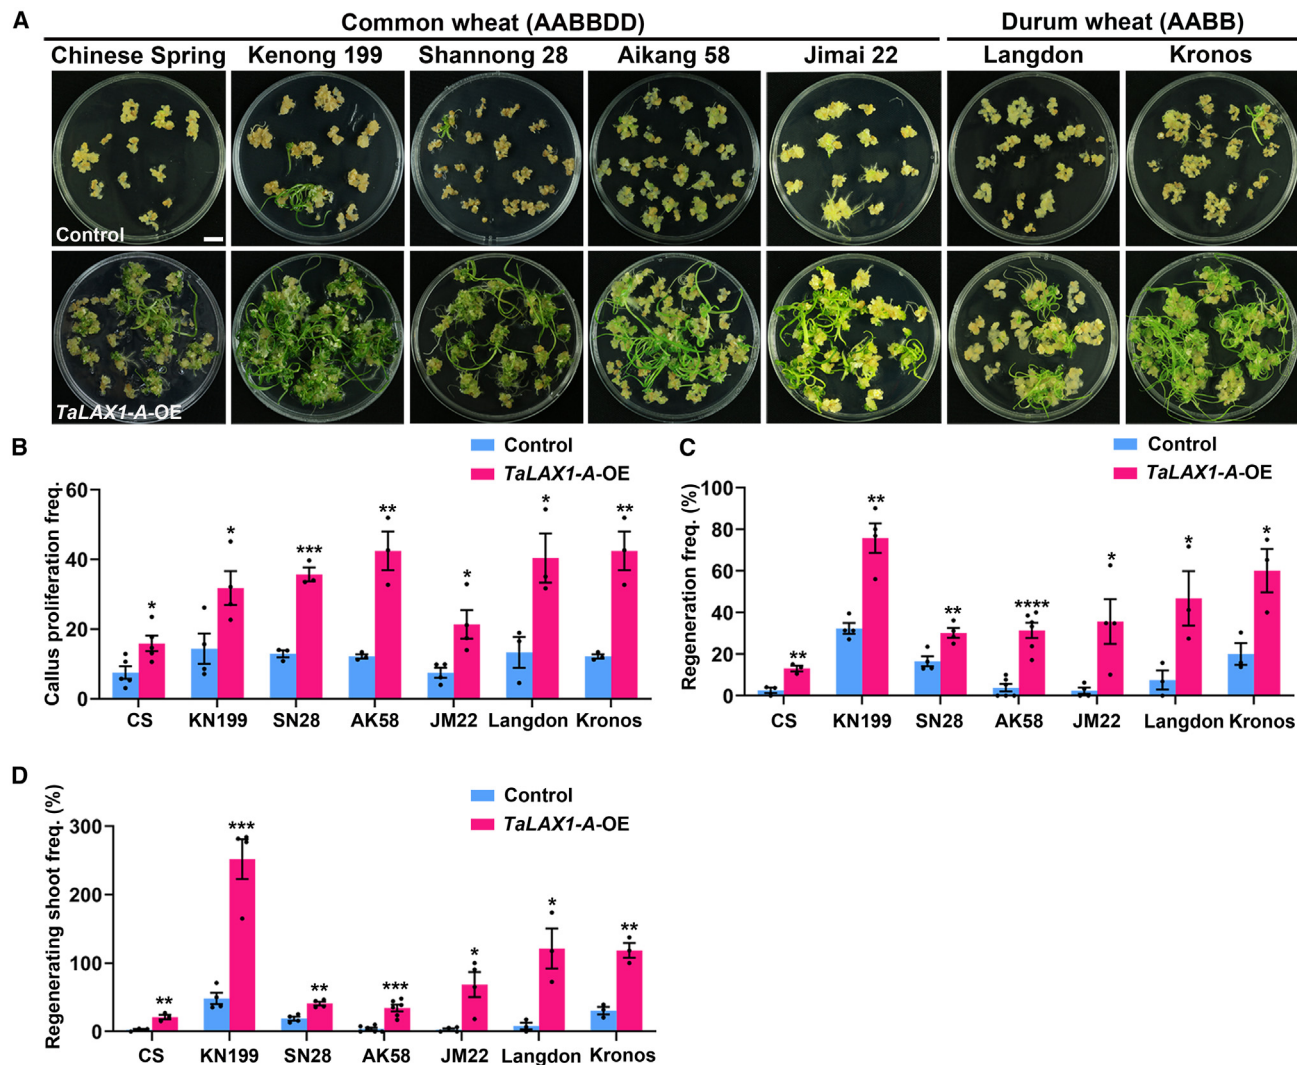 A
Common wheat (AABBDD)
Durum wheat (AABB)
Chinese Spring
Kenong 199
Shannong 28
Aikang 58
Jimai 22
Langdon
Kronos
Control
TaLAX1-A-OE
B
Control
TaLAX1-A-OE
Callus proliferation freq.
60
40
20
0
*
*
***
**
*
*
**
CS
KN199
SN28
AK58
JM22
Langdon
Kronos
C
Control
TaLAX1-A-OE
Regeneration freq. (%)
100
80
60
40
20
0
**
**
**
****
*
*
*
CS
KN199
SN28
AK58
JM22
Langdon
Kronos
D
Control
TaLAX1-A-OE
Regenerating shoot freq. (%)
300
200
100
0
**
***
**
***
*
*
**
CS
KN199
SN28
AK58
JM22
Langdon
Kronos